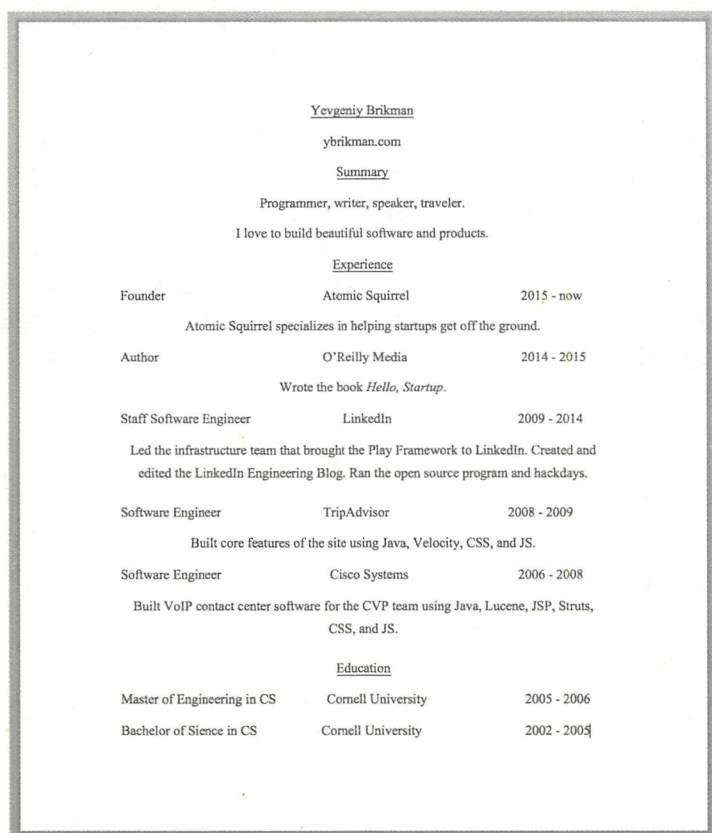 Yevgeniy Brikman
ybrikman.com
Summary
Programmer, writer, speaker, traveler.
I love to build beautiful software and products.
Experience
Founder Atomic Squirrel 2015 - now
Atomic Squirrel specializes in helping startups get off the ground.
Author O'Reilly Media 2014 - 2015
Wrote the book Hello, Startup.
Staff Software Engineer LinkedIn 2009 - 2014
Led the infrastructure team that brought the Play Framework to LinkedIn. Created and
edited the LinkedIn Engineering Blog. Ran the open source program and hackdays.
Software Engineer TripAdvisor 2008 - 2009
Built core features of the site using Java, Velocity, CSS, and JS.
Software Engineer Cisco Systems 2006 - 2008
Built VoIP contact center software for the CVP team using Java, Lucene, JSP, Struts,
CSS, and JS.
Education
Master of Engineering in CS Cornell University 2005 - 2006
Bachelor of Sience in CS Cornell University 2002 - 2005